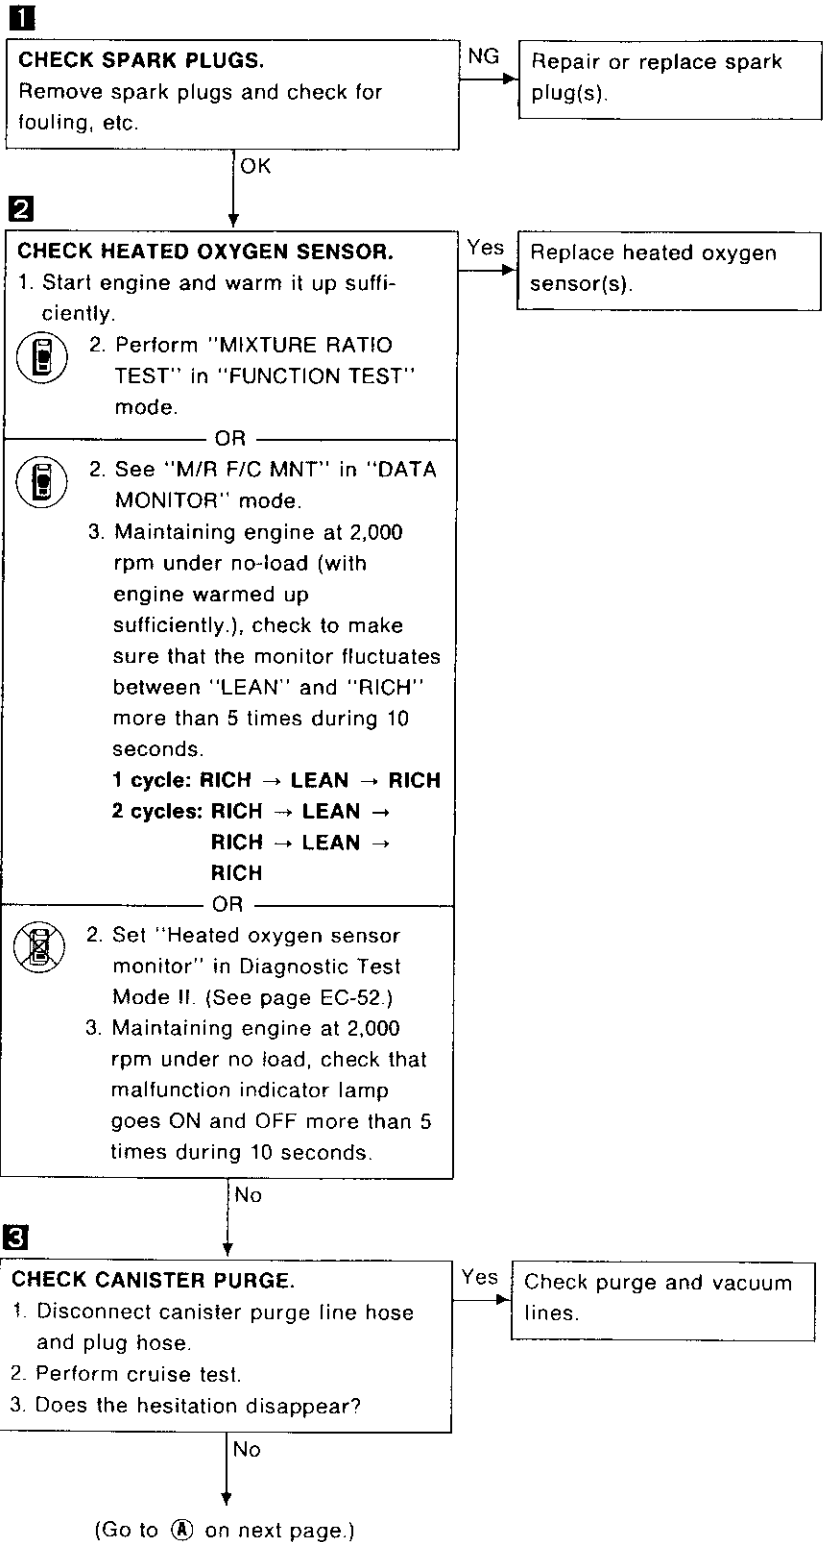 1
CHECK SPARK PLUGS.
Remove spark plugs and check for
fouling, etc.
NG
Repair or replace spark
plug(s).
OK
2
CHECK HEATED OXYGEN SENSOR.
1. Start engine and warm it up suffi-
ciently.
2. Perform "MIXTURE RATIO
TEST" in "FUNCTION TEST"
mode.
OR
2. See "M/R F/C MNT" in "DATA
MONITOR" mode.
3. Maintaining engine at 2,000
rpm under no-load (with
engine warmed up
sufficiently.), check to make
sure that the monitor fluctuates
between "LEAN" and "RICH"
more than 5 times during 10
seconds.
1 cycle: RICH → LEAN → RICH
2 cycles: RICH → LEAN →
RICH → LEAN →
RICH
OR
2. Set "Heated oxygen sensor
monitor" in Diagnostic Test
Mode II. (See page EC-52.)
3. Maintaining engine at 2,000
rpm under no load, check that
malfunction indicator lamp
goes ON and OFF more than 5
times during 10 seconds.
Yes
Replace heated oxygen
sensor(s).
No
3
CHECK CANISTER PURGE.
1. Disconnect canister purge line hose
and plug hose.
2. Perform cruise test.
3. Does the hesitation disappear?
Yes
Check purge and vacuum
lines.
No
(Go to Ⓐ on next page.)